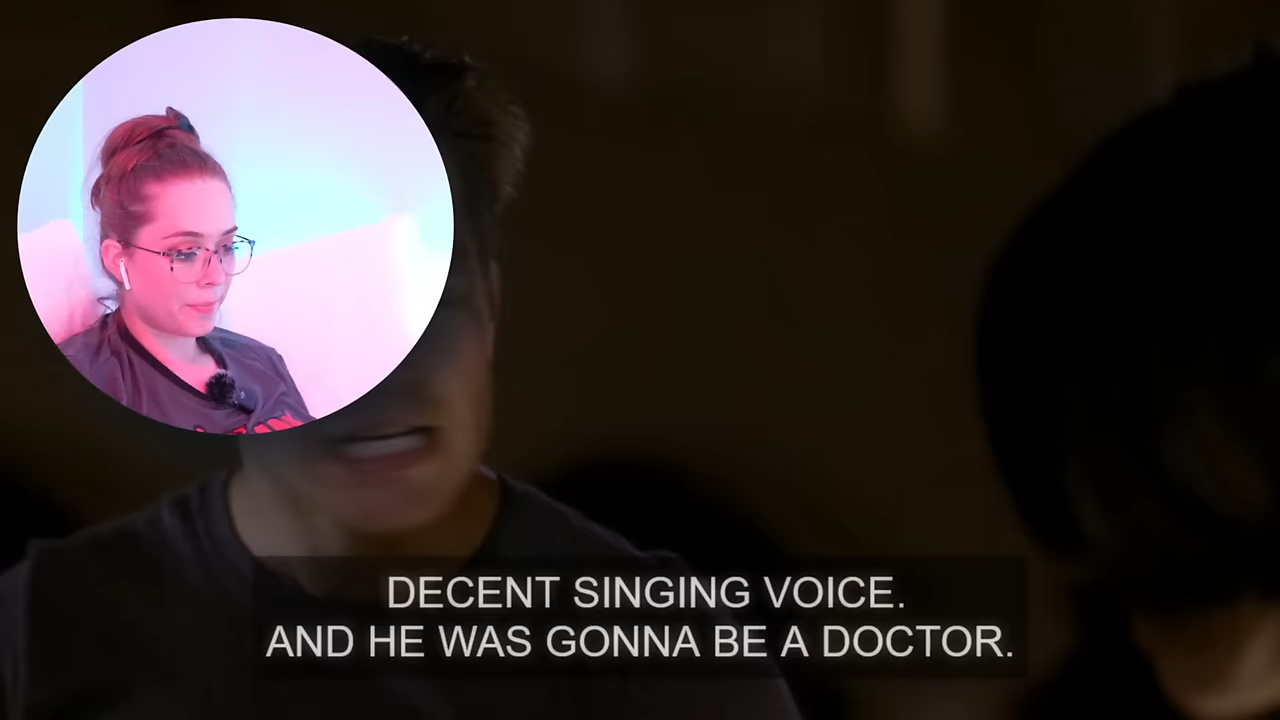 DECENT SINGING VOICE.
AND HE WAS GONNA BE A DOCTOR.